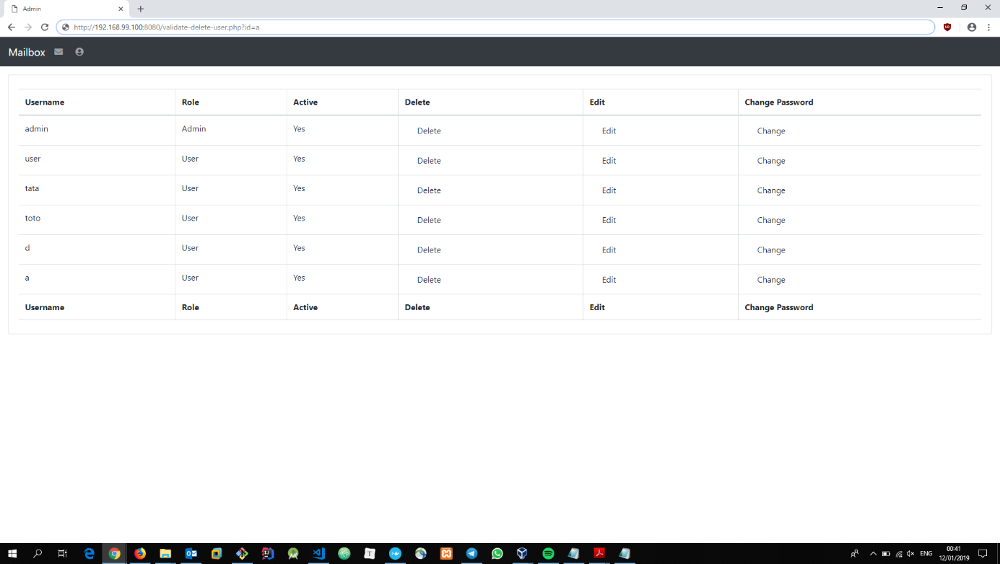 Admin
http://192.168.99.100:8080/validate-delete-user.php?id=a
Mailbox
Username Role Active Delete Edit Change Password
admin Admin Yes Delete Edit Change
user User Yes Delete Edit Change
tata User Yes Delete Edit Change
toto User Yes Delete Edit Change
d User Yes Delete Edit Change
a User Yes Delete Edit Change
Username Role Active Delete Edit Change Password
ENG
00:41
12/01/2019